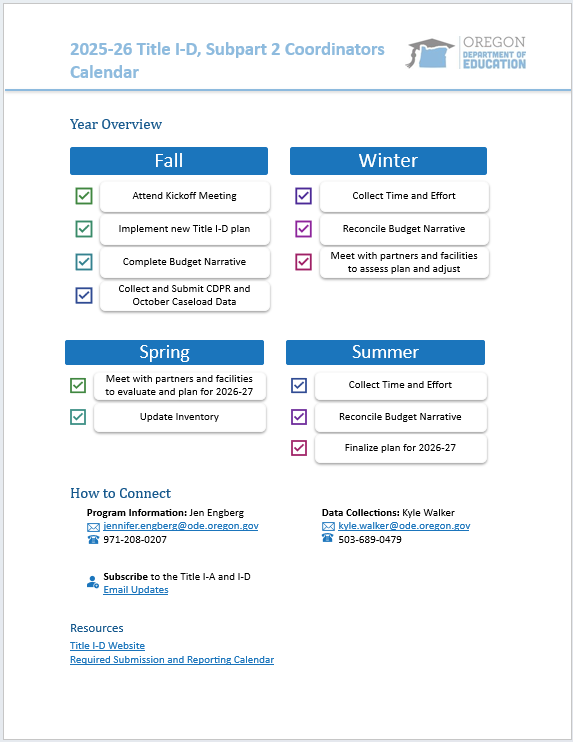 2025-26 Title I-D, Subpart 2 Coordinators
Calendar
OREGON
DEPARTMENT OF
EDUCATION
Year Overview
Fall
Attend Kickoff Meeting
Implement new Title I-D plan
Complete Budget Narrative
Collect and Submit CDPR and
October Caseload Data
Winter
Collect Time and Effort
Reconcile Budget Narrative
Meet with partners and facilities
to assess plan and adjust
Spring
Meet with partners and facilities
to evaluate and plan for 2026-27
Update Inventory
Summer
Collect Time and Effort
Reconcile Budget Narrative
Finalize plan for 2026-27
How to Connect
Program Information: Jen Engberg
jennifer.engberg@ode.oregon.gov
971-208-0207
Data Collections: Kyle Walker
kyle.walker@ode.oregon.gov
503-689-0479
Subscribe to the Title I-A and I-D
Email Updates
Resources
Title I-D Website
Required Submission and Reporting Calendar